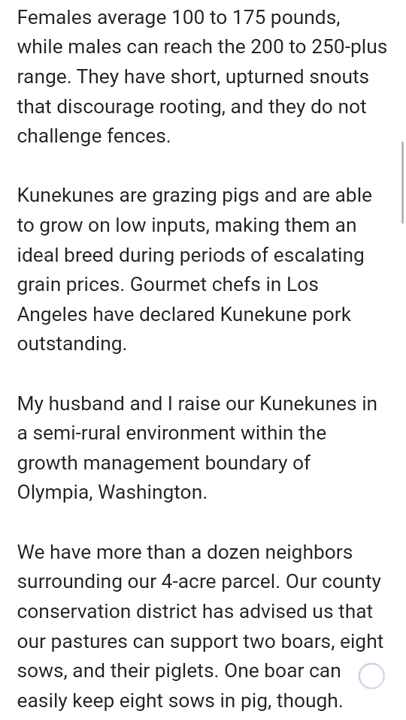 Females average 100 to 175 pounds,
while males can reach the 200 to 250-plus
range. They have short, upturned snouts
that discourage rooting, and they do not
challenge fences.
Kunekunes are grazing pigs and are able
to grow on low inputs, making them an
ideal breed during periods of escalating
grain prices. Gourmet chefs in Los
Angeles have declared Kunekune pork
outstanding.
My husband and I raise our Kunekunes in
a semi-rural environment within the
growth management boundary of
Olympia, Washington.
We have more than a dozen neighbors
surrounding our 4-acre parcel. Our county
conservation district has advised us that
our pastures can support two boars, eight
sows, and their piglets. One boar can
easily keep eight sows in pig, though.